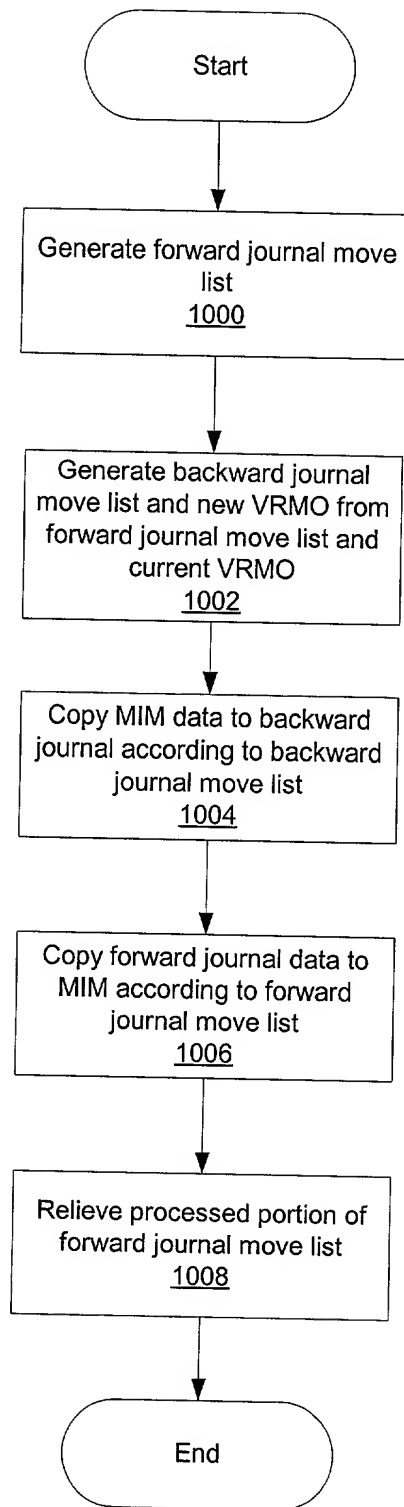 Start
Generate forward journal move
list
1000
Generate backward journal
move list and new VRMO from
forward journal move list and
current VRMO
1002
Copy MIM data to backward
journal according to backward
journal move list
1004
Copy forward journal data to
MIM according to forward
journal move list
1006
Relieve processed portion of
forward journal move list
1008
End